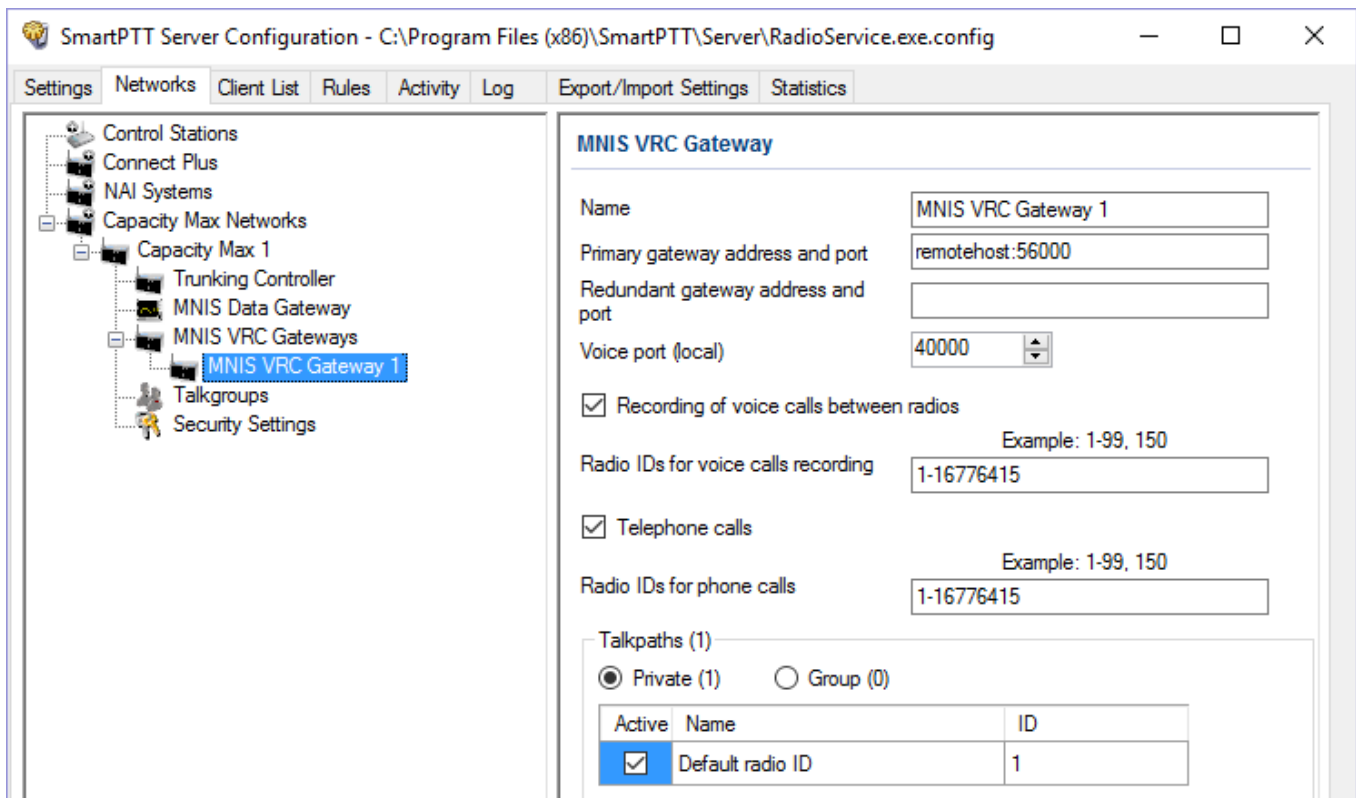 SmartPTT Server Configuration - C:\Program Files (x86)\SmartPTT\Server\RadioService.exe.config
Settings Networks Client List Rules Activity Log Export/Import Settings Statistics
Control Stations
Connect Plus
NAI Systems
Capacity Max Networks
Capacity Max 1
Trunking Controller
MNIS Data Gateway
MNIS VRC Gateways
MNIS VRC Gateway 1
Talkgroups
Security Settings
MNIS VRC Gateway
Name MNIS VRC Gateway 1
Primary gateway address and port remotehost:56000
Redundant gateway address and
port
Voice port (local) 40000
Recording of voice calls between radios
Example: 1-99, 150
Radio IDs for voice calls recording 1-16776415
Telephone calls
Example: 1-99, 150
Radio IDs for phone calls 1-16776415
Talkpaths (1)
Private (1) Group (0)
Active Name ID
Default radio ID 1